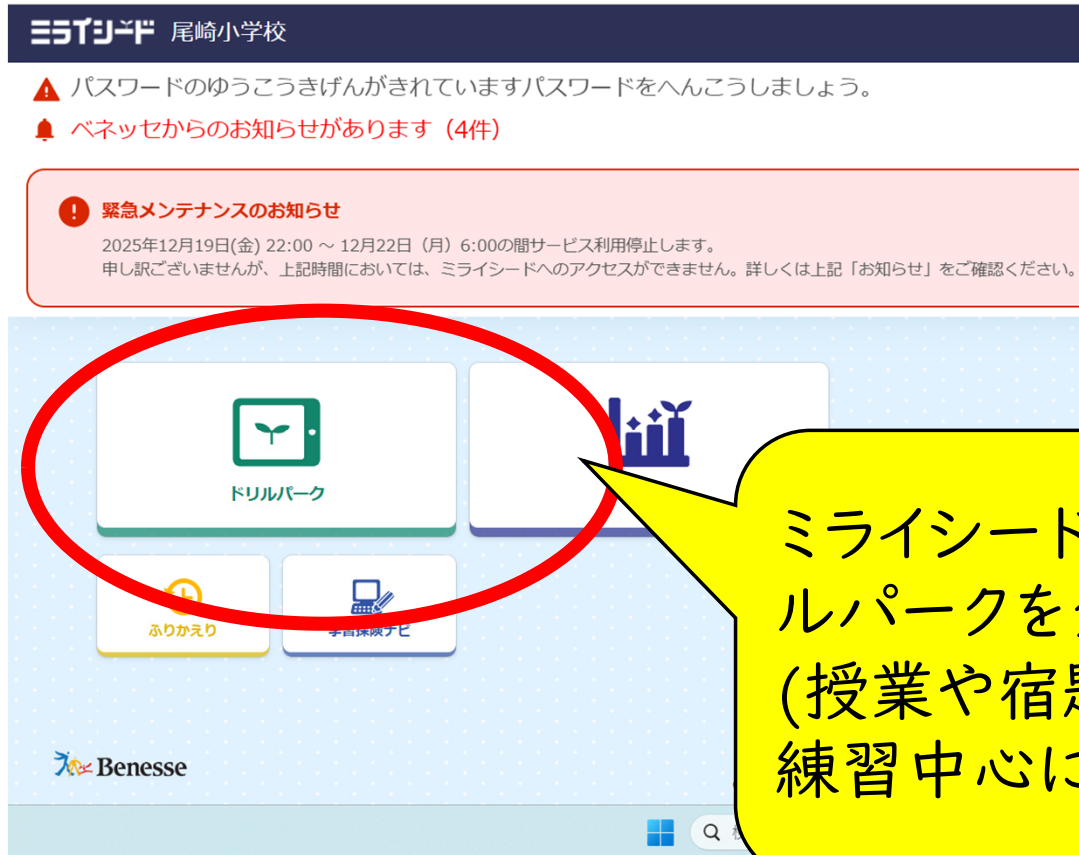 ミライシード 尾崎小学校
パスワードのゆうこうきげんがきれていますパスワードをへんこうしましょう。
ベネッセからのお知らせがあります（4件）
緊急メンテナンスのお知らせ
2025年12月19日(金) 22:00 ～ 12月22日（月）6:00の間サービス利用停止します。
申し訳ございませんが、上記時間においては、ミライシードへのアクセスができません。詳しくは上記「お知らせ」をご確認ください。
ドリルパーク
ふりかえり
学習探険ナビ
ミライシード
ルパークを
(授業や宿題
練習中心に
Benesse